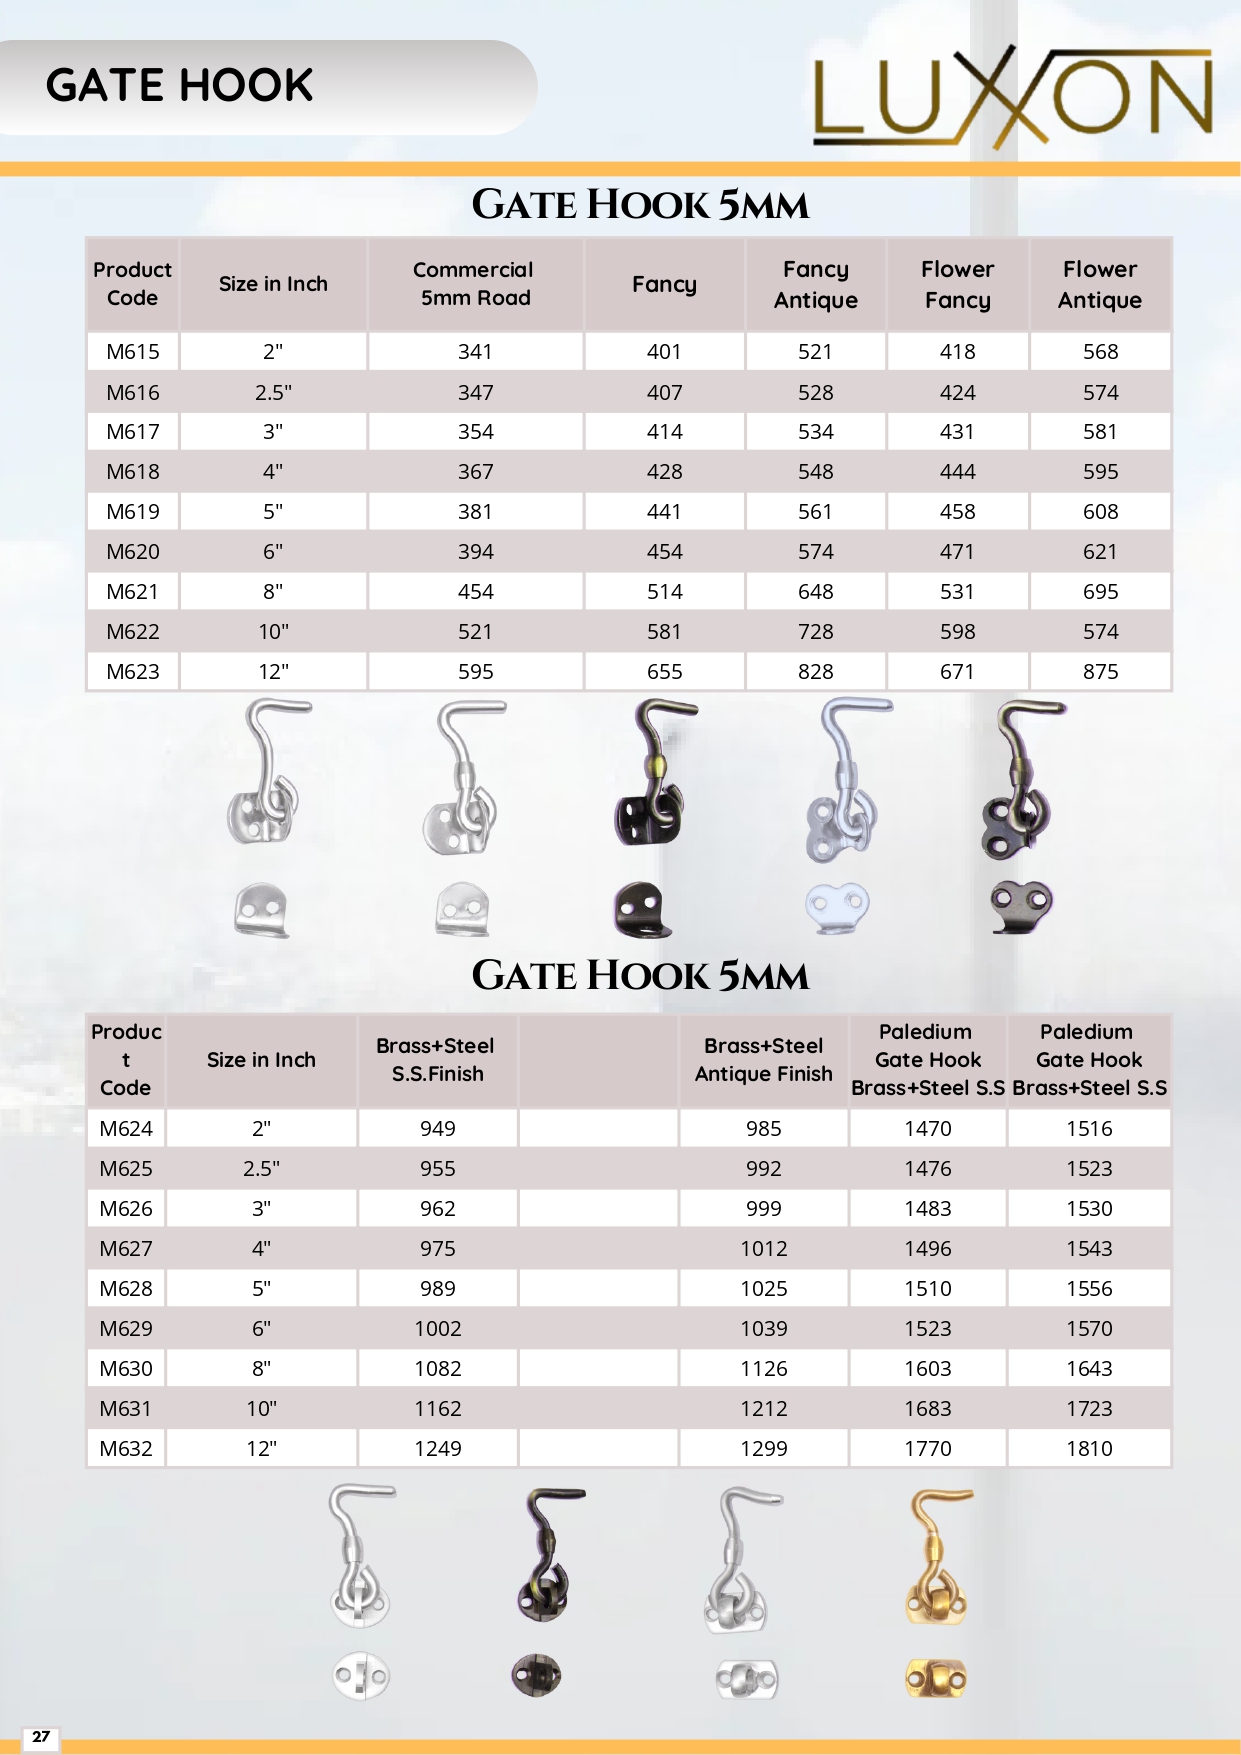 GATE HOOK
LUXXON
GATE HOOK 5MM
Product Code Size in Inch Commercial 5mm Road Fancy Fancy Antique Flower Fancy Flower Antique
M615 2" 341 401 521 418 568
M616 2.5" 347 407 528 424 574
M617 3" 354 414 534 431 581
M618 4" 367 428 548 444 595
M619 5" 381 441 561 458 608
M620 6" 394 454 574 471 621
M621 8" 454 514 648 531 695
M622 10" 521 581 728 598 574
M623 12" 595 655 828 671 875
GATE HOOK 5MM
Product Code Size in Inch Brass+Steel S.S.Finish Brass+Steel Antique Finish Paledium Gate Hook Brass+Steel S.S Paledium Gate Hook Brass+Steel S.S
M624 2" 949 985 1470 1516
M625 2.5" 955 992 1476 1523
M626 3" 962 999 1483 1530
M627 4" 975 1012 1496 1543
M628 5" 989 1025 1510 1556
M629 6" 1002 1039 1523 1570
M630 8" 1082 1126 1603 1643
M631 10" 1162 1212 1683 1723
M632 12" 1249 1299 1770 1810
27